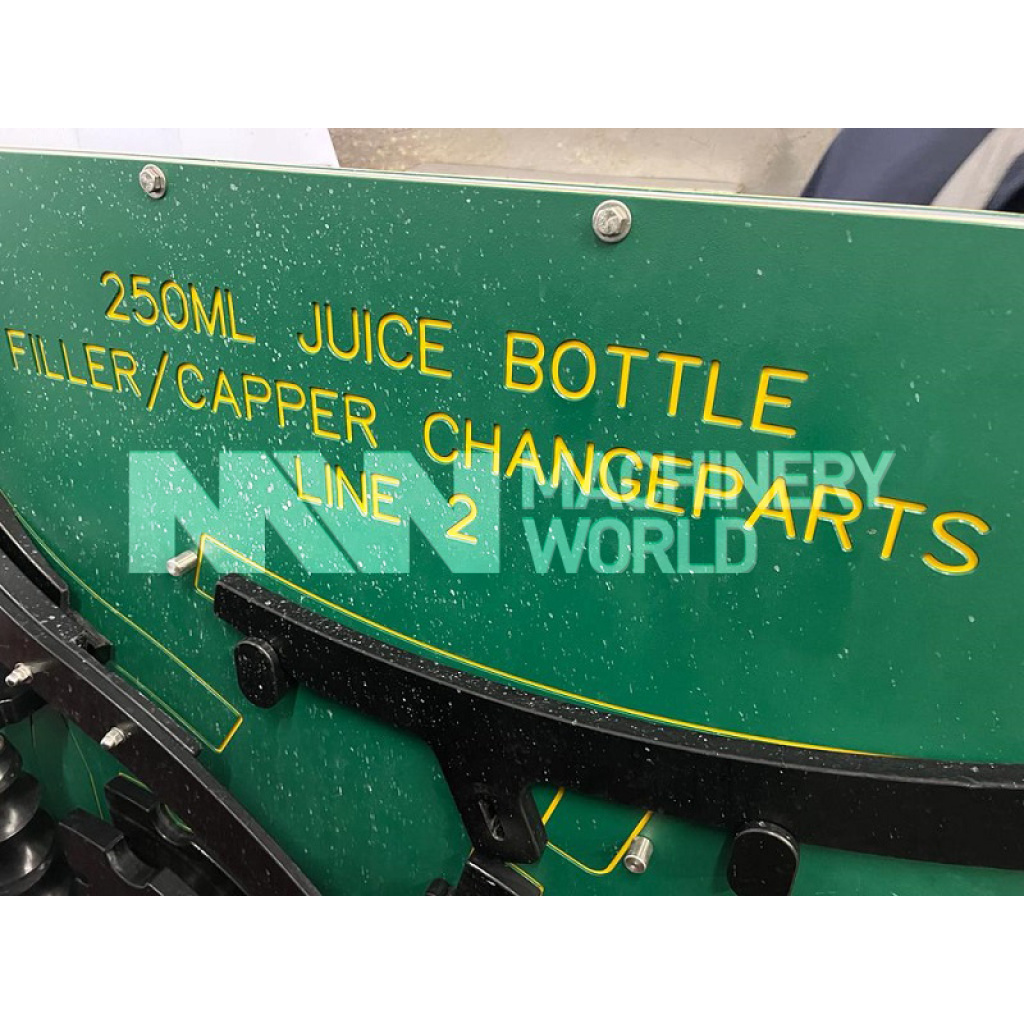 250ML JUICE BOTTLE
FILLER/CAPPER CHANGEPARTS
LINE 2
MACHINERY
WORLD